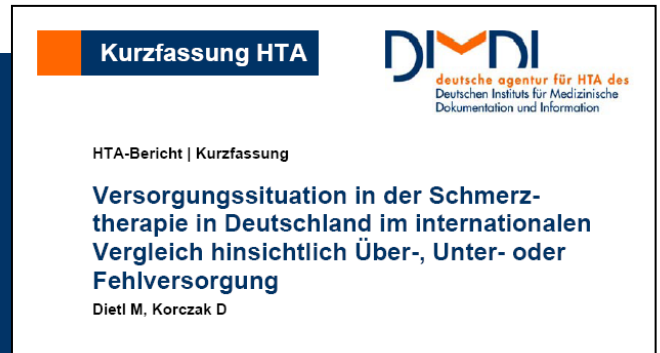 Kurzfassung HTA
DIMDI
deutsche agentur für HTA des
Deutschen Instituts für Medizinische
Dokumentation und Information
HTA-Bericht | Kurzfassung
Versorgungssituation in der Schmerz-
therapie in Deutschland im internationalen
Vergleich hinsichtlich Über-, Unter- oder
Fehlversorgung
Dietl M, Korczak D